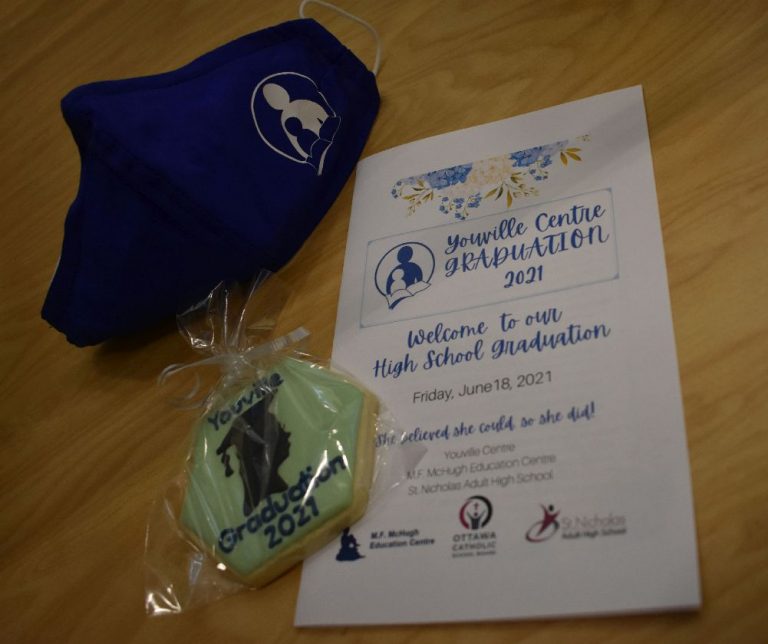 Youville Centre
GRADUATION
2021
Welcome to our
High School Graduation
Friday, June 18, 2021
She believed she could, so she did!
Youville Centre
M.F. McHugh Education Centre
St. Nicholas Adult High School
M.F. McHugh
Education Centre
OTTAWA
CATHOLIC
SCHOOL BOARD
St. Nicholas
Adult High School
Youville
Graduation
2021